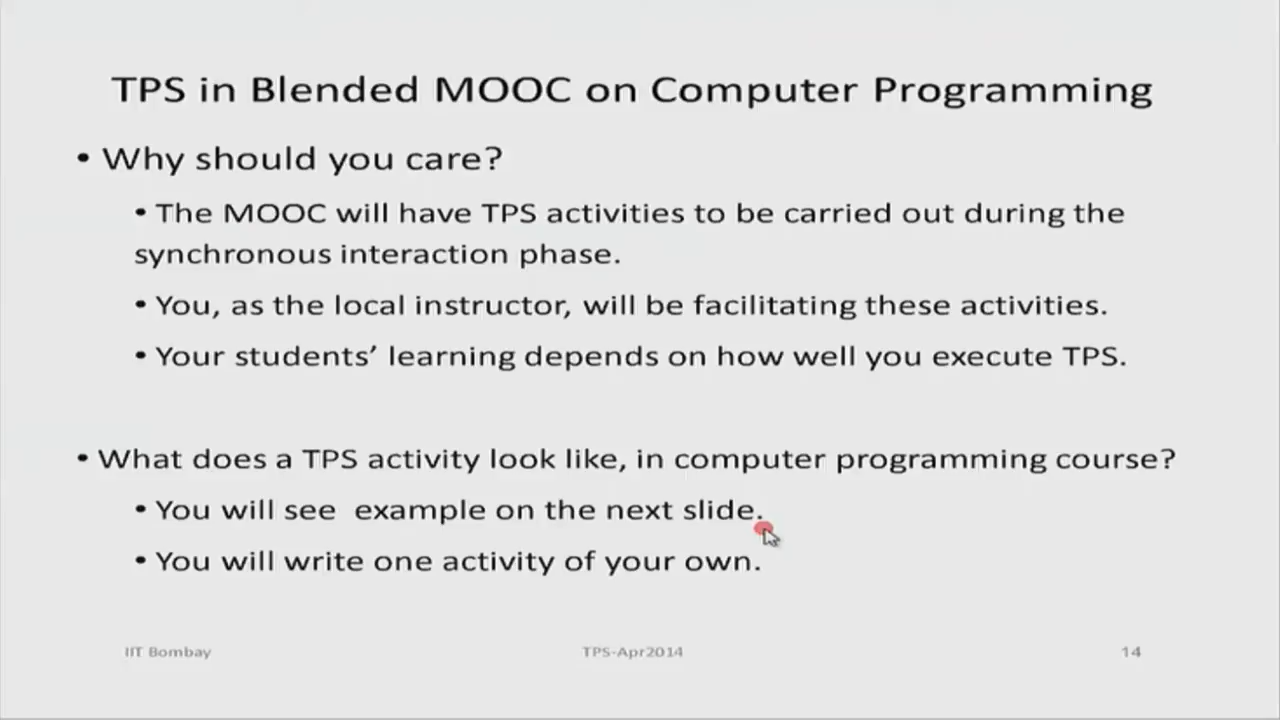 TPS in Blended MOOC on Computer Programming
• Why should you care?
• The MOOC will have TPS activities to be carried out during the
synchronous interaction phase.
• You, as the local instructor, will be facilitating these activities.
• Your students’ learning depends on how well you execute TPS.
• What does a TPS activity look like, in computer programming course?
• You will see  example on the next slide.
• You will write one activity of your own.
IIT Bombay
TPS-Apr2014
14